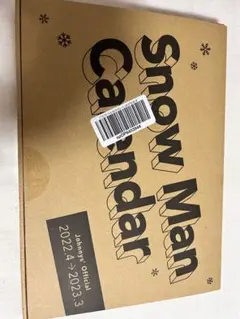 Snow Man
Calendar
Johnnys' Official
2022.4→2023.3